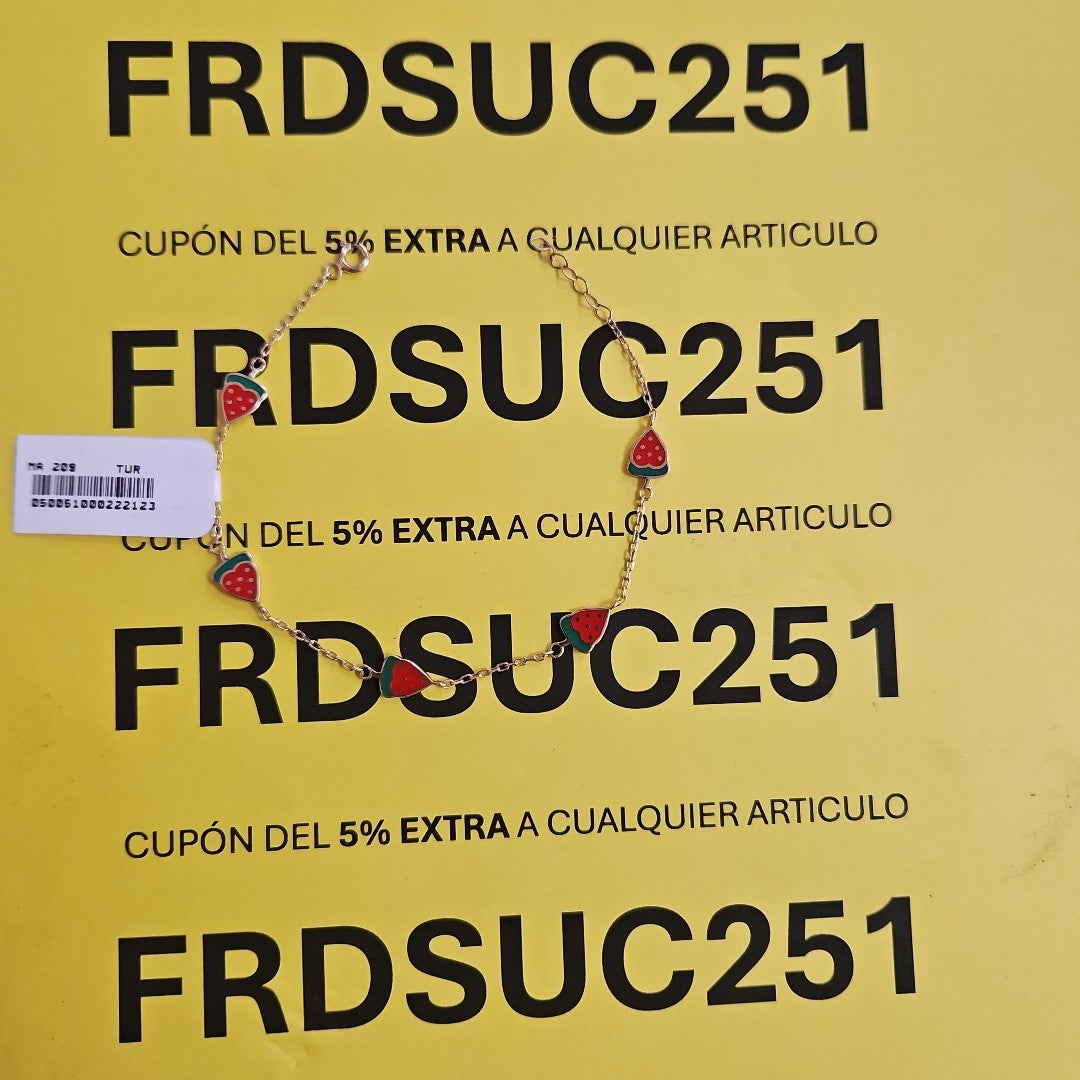 FRDSUC251
CUPÓN DEL 5% EXTRA A CUALQUIER ARTICULO
FRDSUC251
MA 209 TUR
050051000222123
CUPÓN DEL 5% EXTRA A CUALQUIER ARTICULO
FRDSUC251
CUPÓN DEL 5% EXTRA A CUALQUIER ARTICULO
FRDSUC251